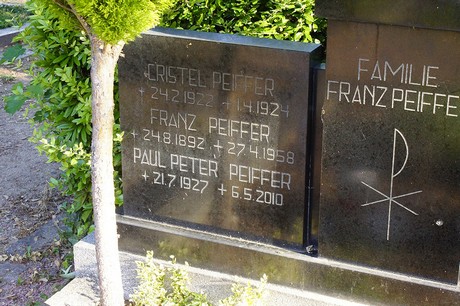 CRISTEL PEIFFER
*24.2.1922 +1.4.1924
FRANZ PEIFFER
*24.8.1892 +27.4.1958
PAUL PETER PEIFFER
*21.7.1927 +6.5.2010
FAMILIE
FRANZ PEIFFE